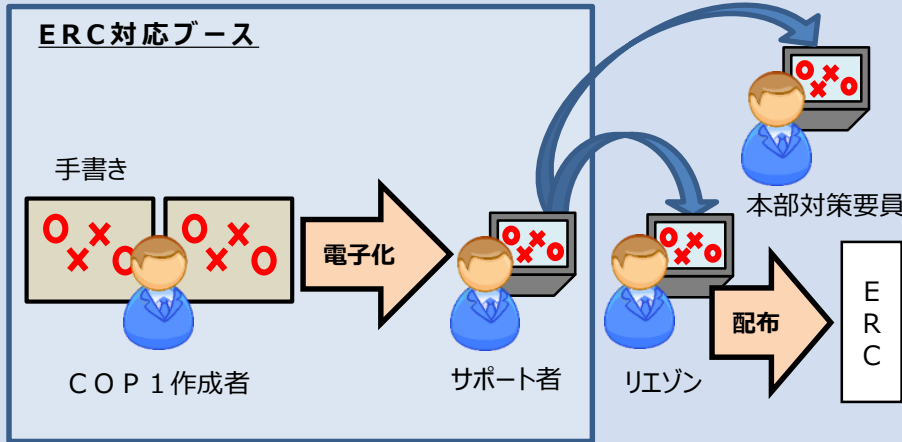 ERC対応ブース
手書き
電子化
COP1作成者
サポート者
本部対策要員
リエゾン
配布
E
R
C